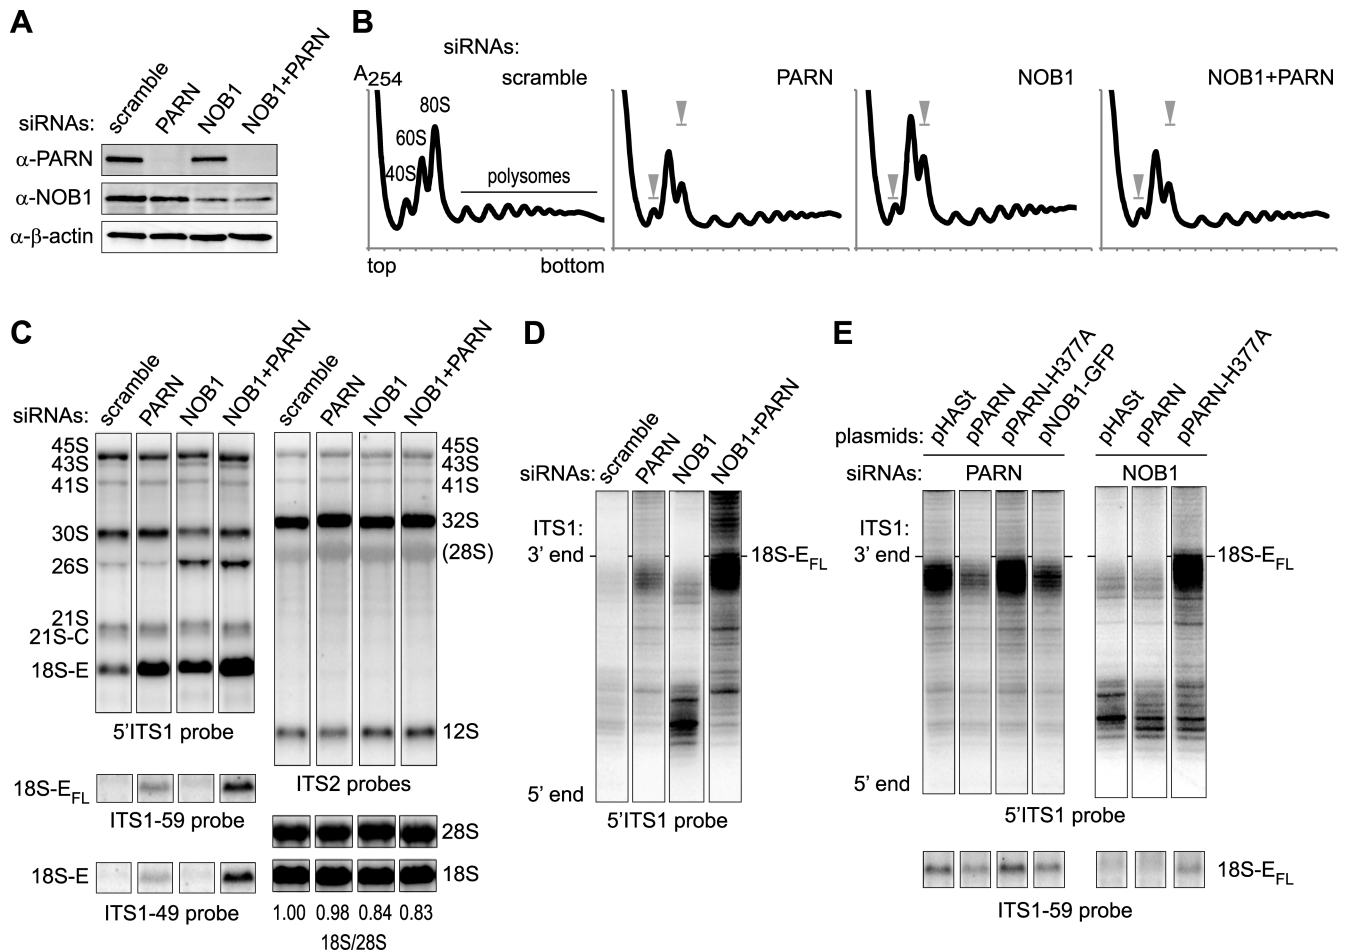 A
siRNAs:
scramble
PARN
NOB1
NOB1+PARN
α-PARN
α-NOB1
α-β-actin
B
siRNAs:
scramble
PARN
NOB1
NOB1+PARN
A254
80S
60S
40S
polysomes
top
bottom
C
siRNAs:
scramble
PARN
NOB1
NOB1+PARN
45S
43S
41S
30S
26S
21S
21S-C
18S-E
5'ITS1 probe
18S-EFL
ITS1-59 probe
18S-E
ITS1-49 probe
scramble
PARN
NOB1
NOB1+PARN
45S
43S
41S
32S
(28S)
12S
ITS2 probes
28S
18S
1.00 0.98 0.84 0.83
18S/28S
D
siRNAs:
scramble
PARN
NOB1
NOB1+PARN
ITS1:
3' end
18S-EFL
5' end
5'ITS1 probe
E
plasmids:
pHASt
pPARN
pPARN-H377A
pNOB1-GFP
pHASt
pPARN
pPARN-H377A
siRNAs:
PARN
NOB1
ITS1:
3' end
18S-EFL
5' end
5'ITS1 probe
18S-EFL
ITS1-59 probe